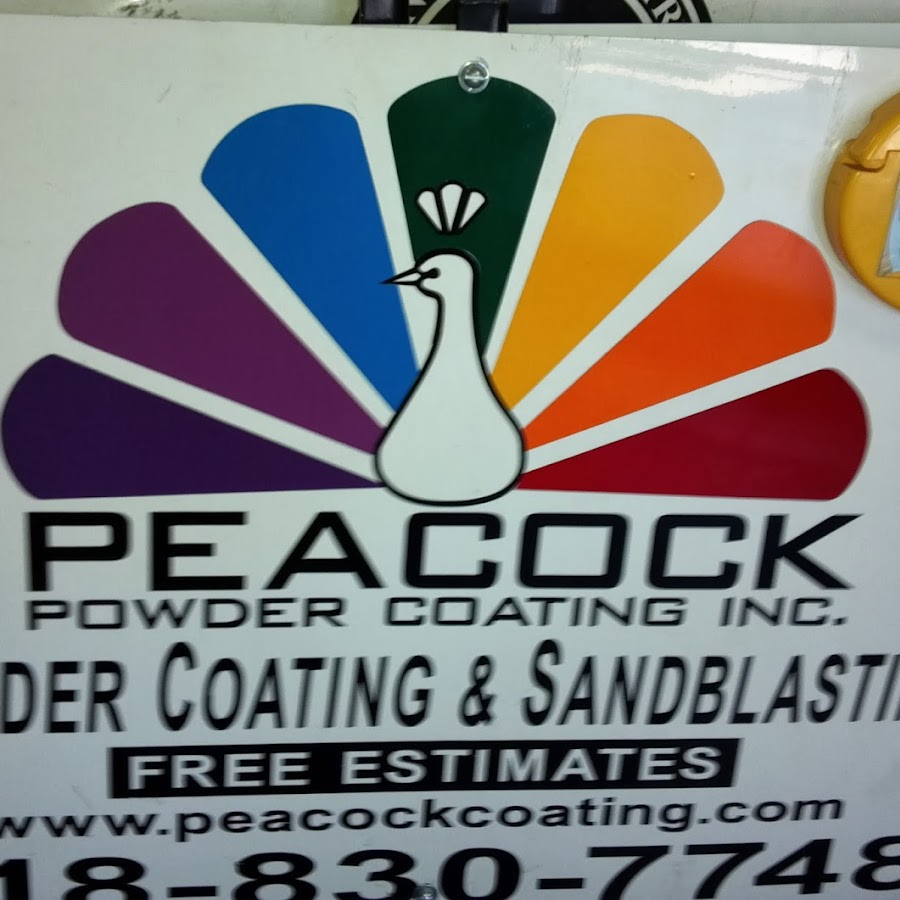 PEACOCK
POWDER COATING INC.
DER COATING & SANDBLASTI
FREE ESTIMATES
www.peacockcoating.com
18-830-7748